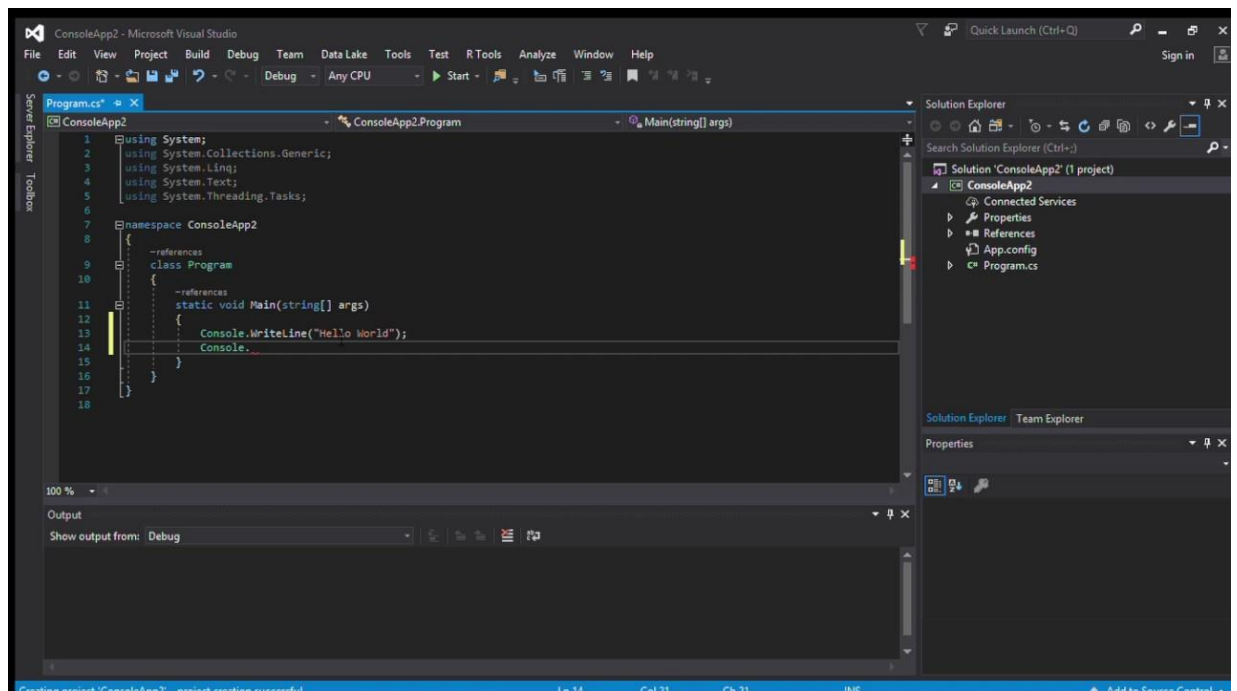 ConsoleApp2 - Microsoft Visual Studio
Quick Launch (Ctrl+Q)
File Edit View Project Build Debug Team Data Lake Tools Test R Tools Analyze Window Help
Sign in
Debug Any CPU Start
Server Explorer
Toolbox
Program.cs*
ConsoleApp2
ConsoleApp2.Program
Main(string[] args)
1 using System;
2 using System.Collections.Generic;
3 using System.Linq;
4 using System.Text;
5 using System.Threading.Tasks;
6
7 namespace ConsoleApp2
8 {
-references
9 class Program
10 {
-references
11 static void Main(string[] args)
12 {
13 Console.WriteLine("Hello World");
14 Console.
15 }
16 }
17 }
18
100 %
Output
Show output from: Debug
Solution Explorer
Search Solution Explorer (Ctrl+;)
Solution 'ConsoleApp2' (1 project)
ConsoleApp2
Connected Services
Properties
References
App.config
C# Program.cs
Solution Explorer Team Explorer
Properties
Creating project 'ConsoleApp2'... project creation successful.
Ln 14 Col 21 Ch 21 INS
Add to Source Control